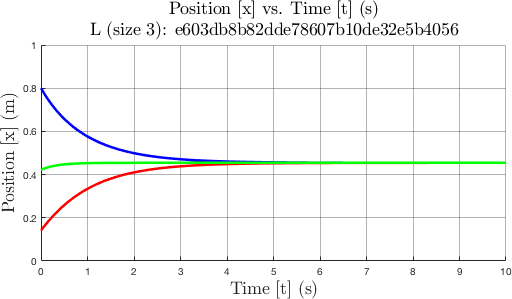 Position [x] vs. Time [t] (s)
L (size 3): e603db8b82dde78607b10de32e5b4056
Position [x] (m)
1
0.8
0.6
0.4
0.2
0
0 1 2 3 4 5 6 7 8 9 10
Time [t] (s)